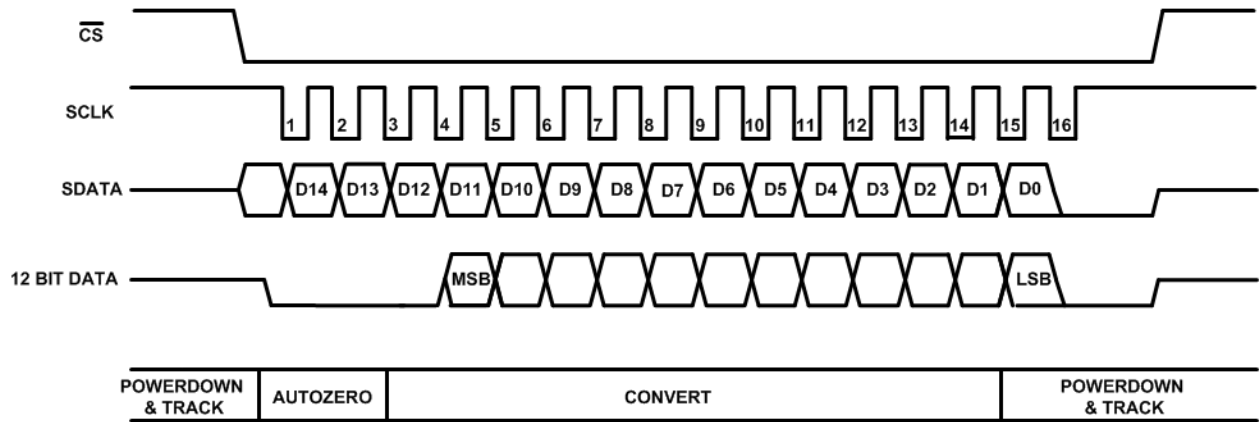 CS
SCLK
1 2 3 4 5 6 7 8 9 10 11 12 13 14 15 16
SDATA
D14 D13 D12 D11 D10 D9 D8 D7 D6 D5 D4 D3 D2 D1 D0
12 BIT DATA
MSB LSB
POWERDOWN
& TRACK
AUTOZERO
CONVERT
POWERDOWN
& TRACK